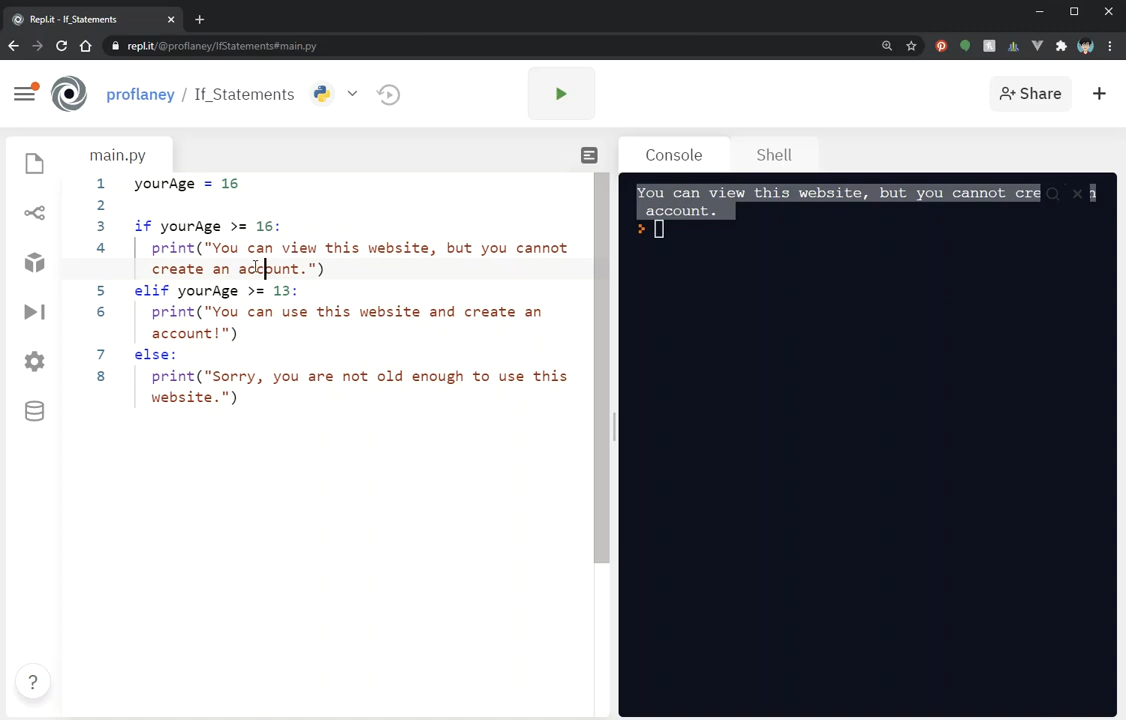 Repl.it - If_Statements
repl.it/@proflaney/IfStatements#main.py
proflaney / If_Statements
Share
main.py
1 yourAge = 16
2
3 if yourAge >= 16:
4 print("You can view this website, but you cannot
create an account.")
5 elif yourAge >= 13:
6 print("You can use this website and create an
account!")
7 else:
8 print("Sorry, you are not old enough to use this
website.")
?
Console Shell
You can view this website, but you cannot cre
account.